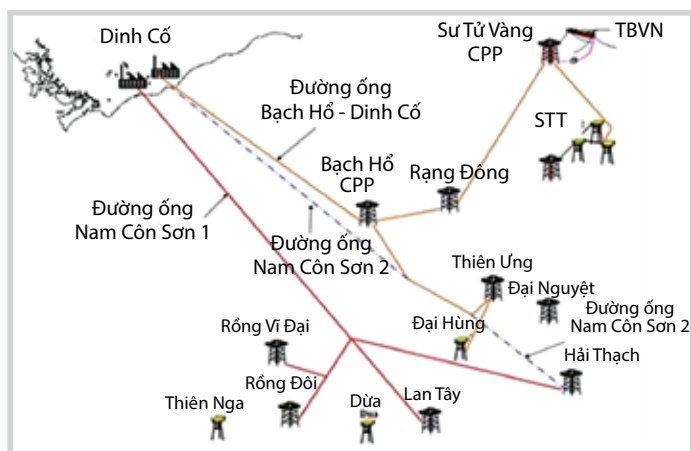 Dinh Cố
Sư Tử Vàng
CPP
TBVN
Đường ống
Bạch Hổ - Dinh Cố
STT
Bạch Hổ
CPP
Rạng Đông
Đường ống
Nam Côn Sơn 1
Đường ống
Nam Côn Sơn 2
Thiên Ưng
Đại Nguyệt
Đường ống
Nam Côn Sơn 2
Đại Hùng
Rồng Vĩ Đại
Hải Thạch
Rồng Đôi
Lan Tây
Thiên Nga
Dừa
Dua